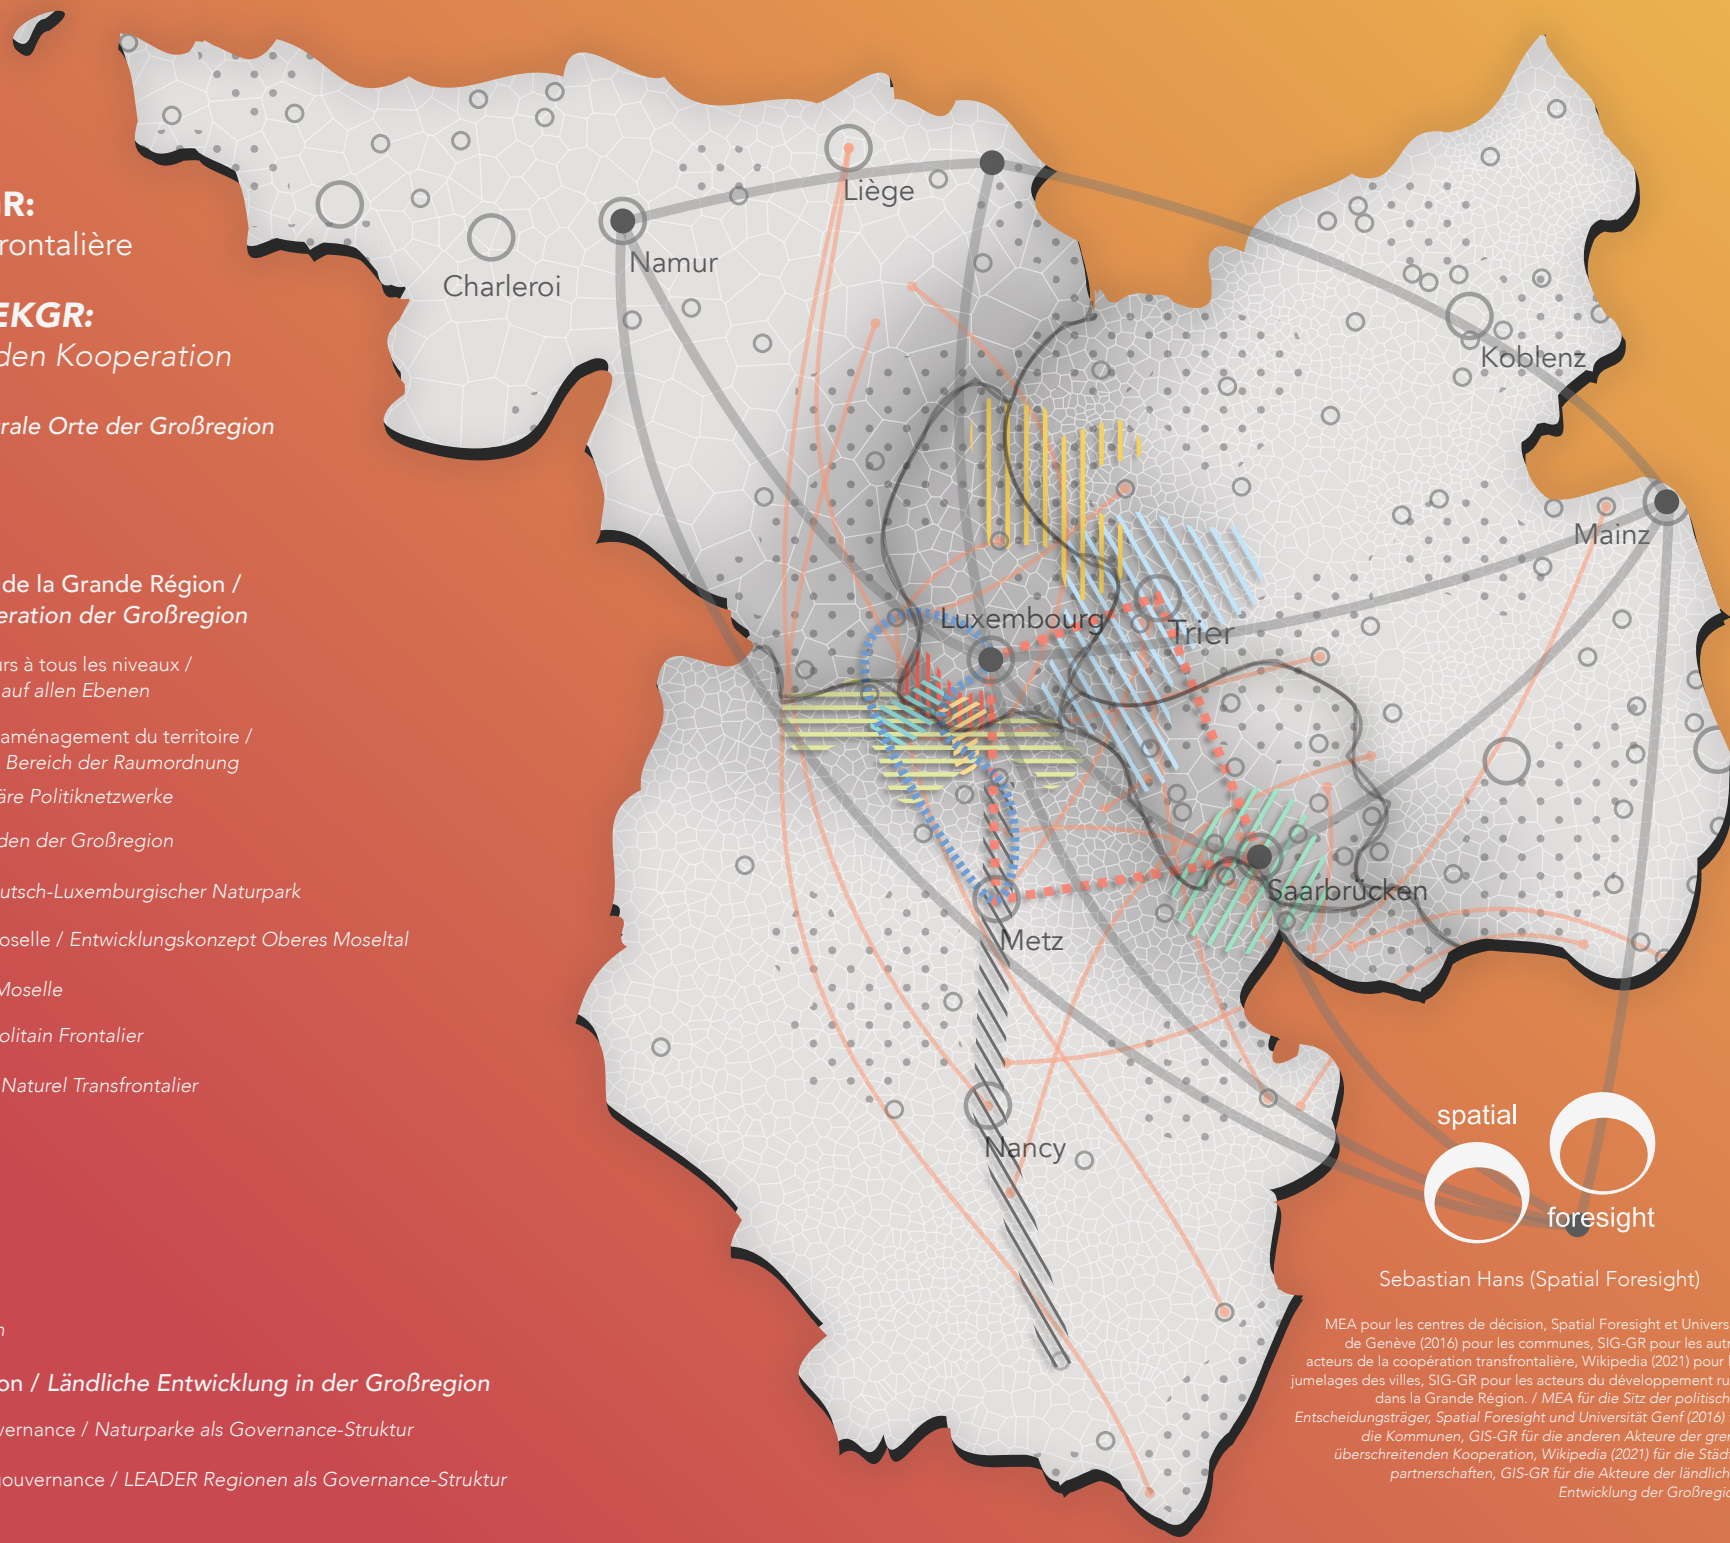 R:
rontalière
EKGR:
den Kooperation
rale Orte der Großregion
de la Grande Région /
eration der Großregion
urs à tous les niveaux /
auf allen Ebenen
aménagement du territoire /
Bereich der Raumordnung
äre Politiknetzwerke
den der Großregion
utsch-Luxemburgischer Naturpark
oselle / Entwicklungskonzept Oberes Moseltal
Moselle
olitain Frontalier
Naturel Transfrontalier
n
on / Ländliche Entwicklung in der Großregion
vernance / Naturparke als Governance-Struktur
gouvernance / LEADER Regionen als Governance-Struktur
Liège
Namur
Charleroi
Koblenz
Mainz
Luxembourg
Trier
Saarbrücken
Metz
Nancy
spatial
foresight
Sebastian Hans (Spatial Foresight)
MEA pour les centres de décision, Spatial Foresight et Univers
de Genève (2016) pour les communes, SIG-GR pour les autr
acteurs de la coopération transfrontalière, Wikipedia (2021) pour l
jumelages des villes, SIG-GR pour les acteurs du développement ru
dans la Grande Région. / MEA für die Sitz der politisch
Entscheidungsträger, Spatial Foresight und Universität Genf (2016)
die Kommunen, GIS-GR für die anderen Akteure der gren
überschreitenden Kooperation, Wikipedia (2021) für die Städt
partnerschaften, GIS-GR für die Akteure der ländlich
Entwicklung der Großregio